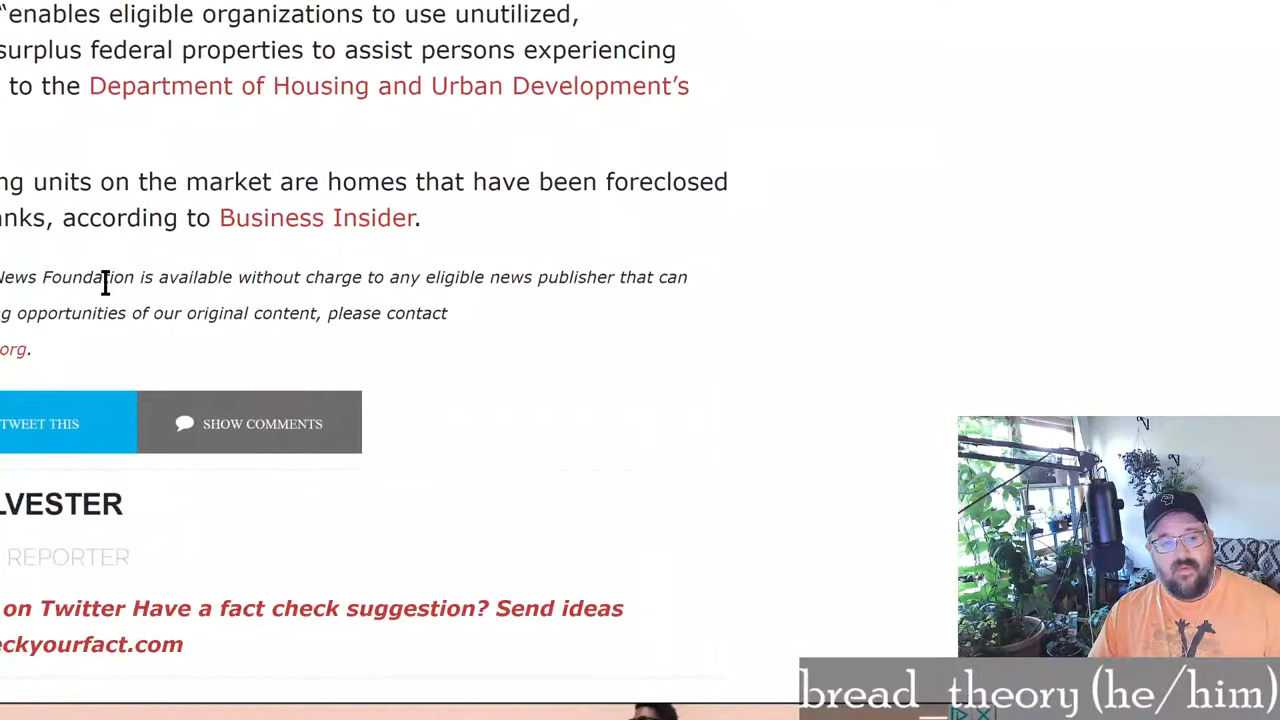 “enables eligible organizations to use unutilized,
surplus federal properties to assist persons experiencing
to the Department of Housing and Urban Development’s
ng units on the market are homes that have been foreclosed
anks, according to Business Insider.
News Foundation is available without charge to any eligible news publisher that can
ng opportunities of our original content, please contact
org.
TWEET THIS
SHOW COMMENTS
LVESTER
REPORTER
on Twitter Have a fact check suggestion? Send ideas
eckyourfact.com
bread_theory (he/him)